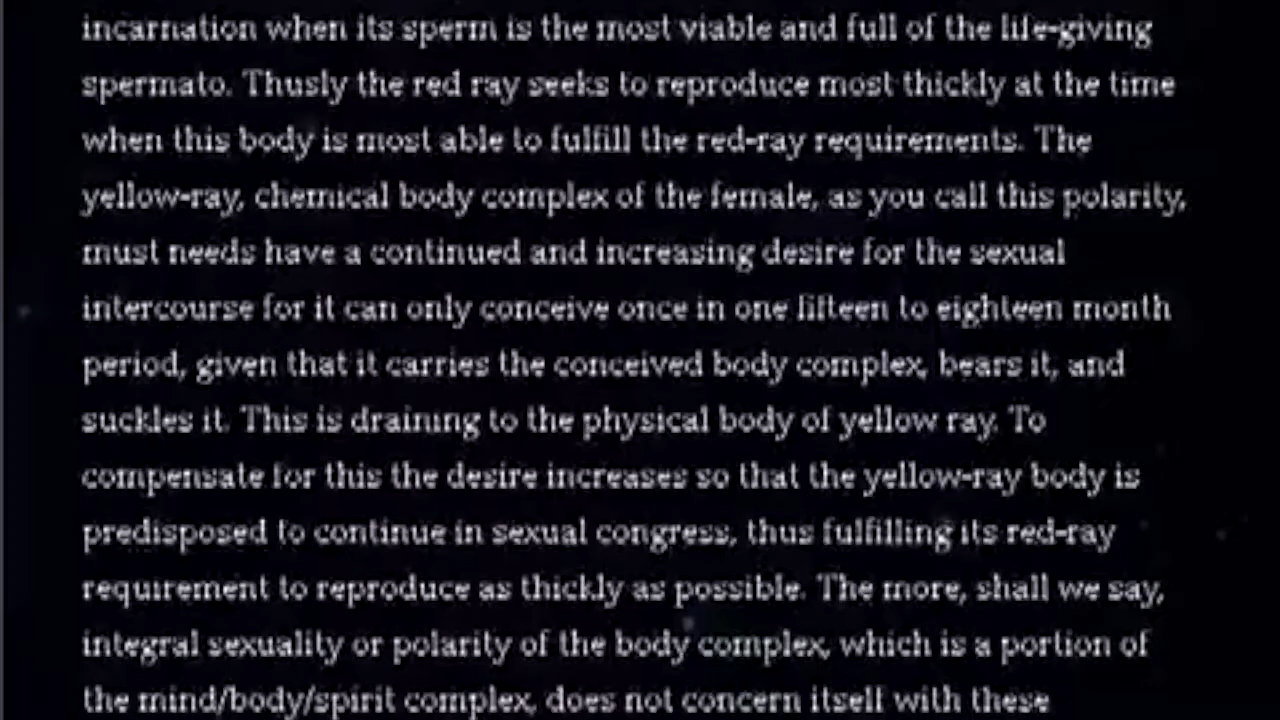 incarnation when its sperm is the most viable and full of the life-giving
spermato. Thusly the red ray seeks to reproduce most thickly at the time
when this body is most able to fulfill the red-ray requirements. The
yellow-ray, chemical body complex of the female, as you call this polarity,
must needs have a continued and increasing desire for the sexual
intercourse for it can only conceive once in one fifteen to eighteen month
period, given that it carries the conceived body complex, bears it, and
suckles it. This is draining to the physical body of yellow ray. To
compensate for this the desire increases so that the yellow-ray body is
predisposed to continue in sexual congress, thus fulfilling its red-ray
requirement to reproduce as thickly as possible. The more, shall we say,
integral sexuality or polarity of the body complex, which is a portion of
the mind/body/spirit complex, does not concern itself with these